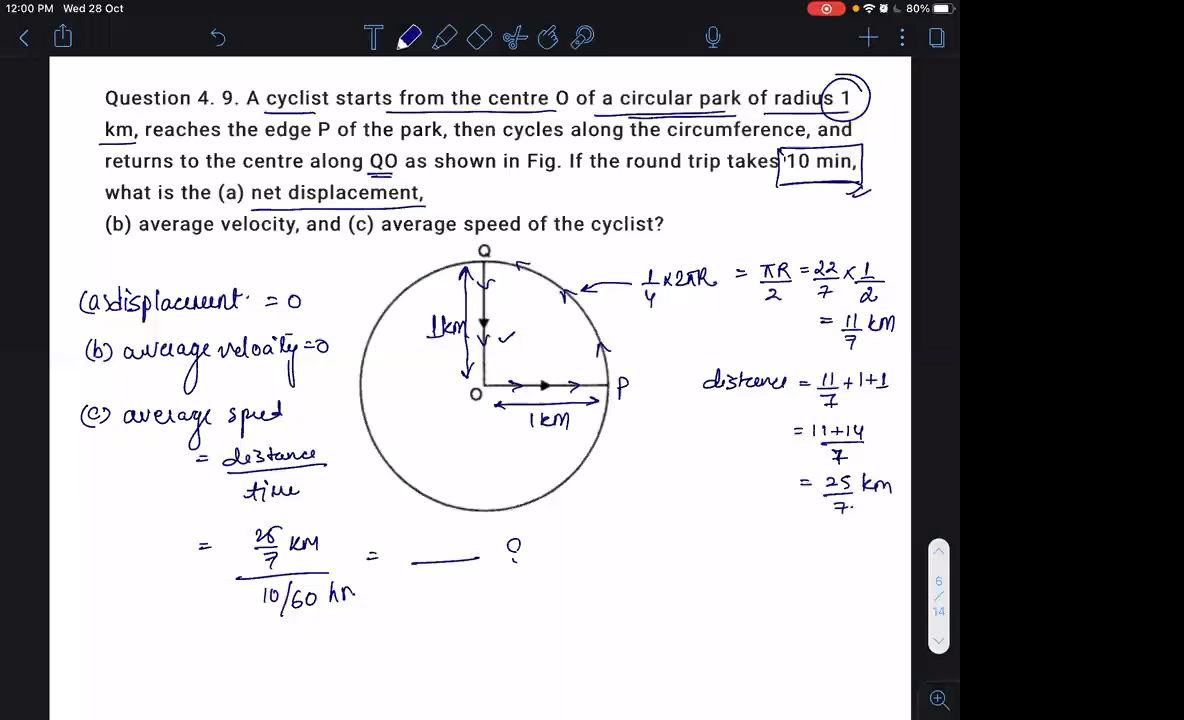 12:00 PM Wed 28 Oct
80%
T
Question 4. 9. A cyclist starts from the centre O of a circular park of radius 1
km, reaches the edge P of the park, then cycles along the circumference, and
returns to the centre along QO as shown in Fig. If the round trip takes 10 min,
what is the (a) net displacement,
(b) average velocity, and (c) average speed of the cyclist?
Q
1/4 × 2πR = πR/2 = 22/7 × 1/2
= 11/7 km
(a) displacement = 0
1km
(b) average velocity = 0
O
P
1km
distance = 11/7 + 1+1
= 11+14/7
= 25/7 km
(c) average speed
= distance/time
= 25/7 KM / 10/60 hr = ___ ?
6
/
14